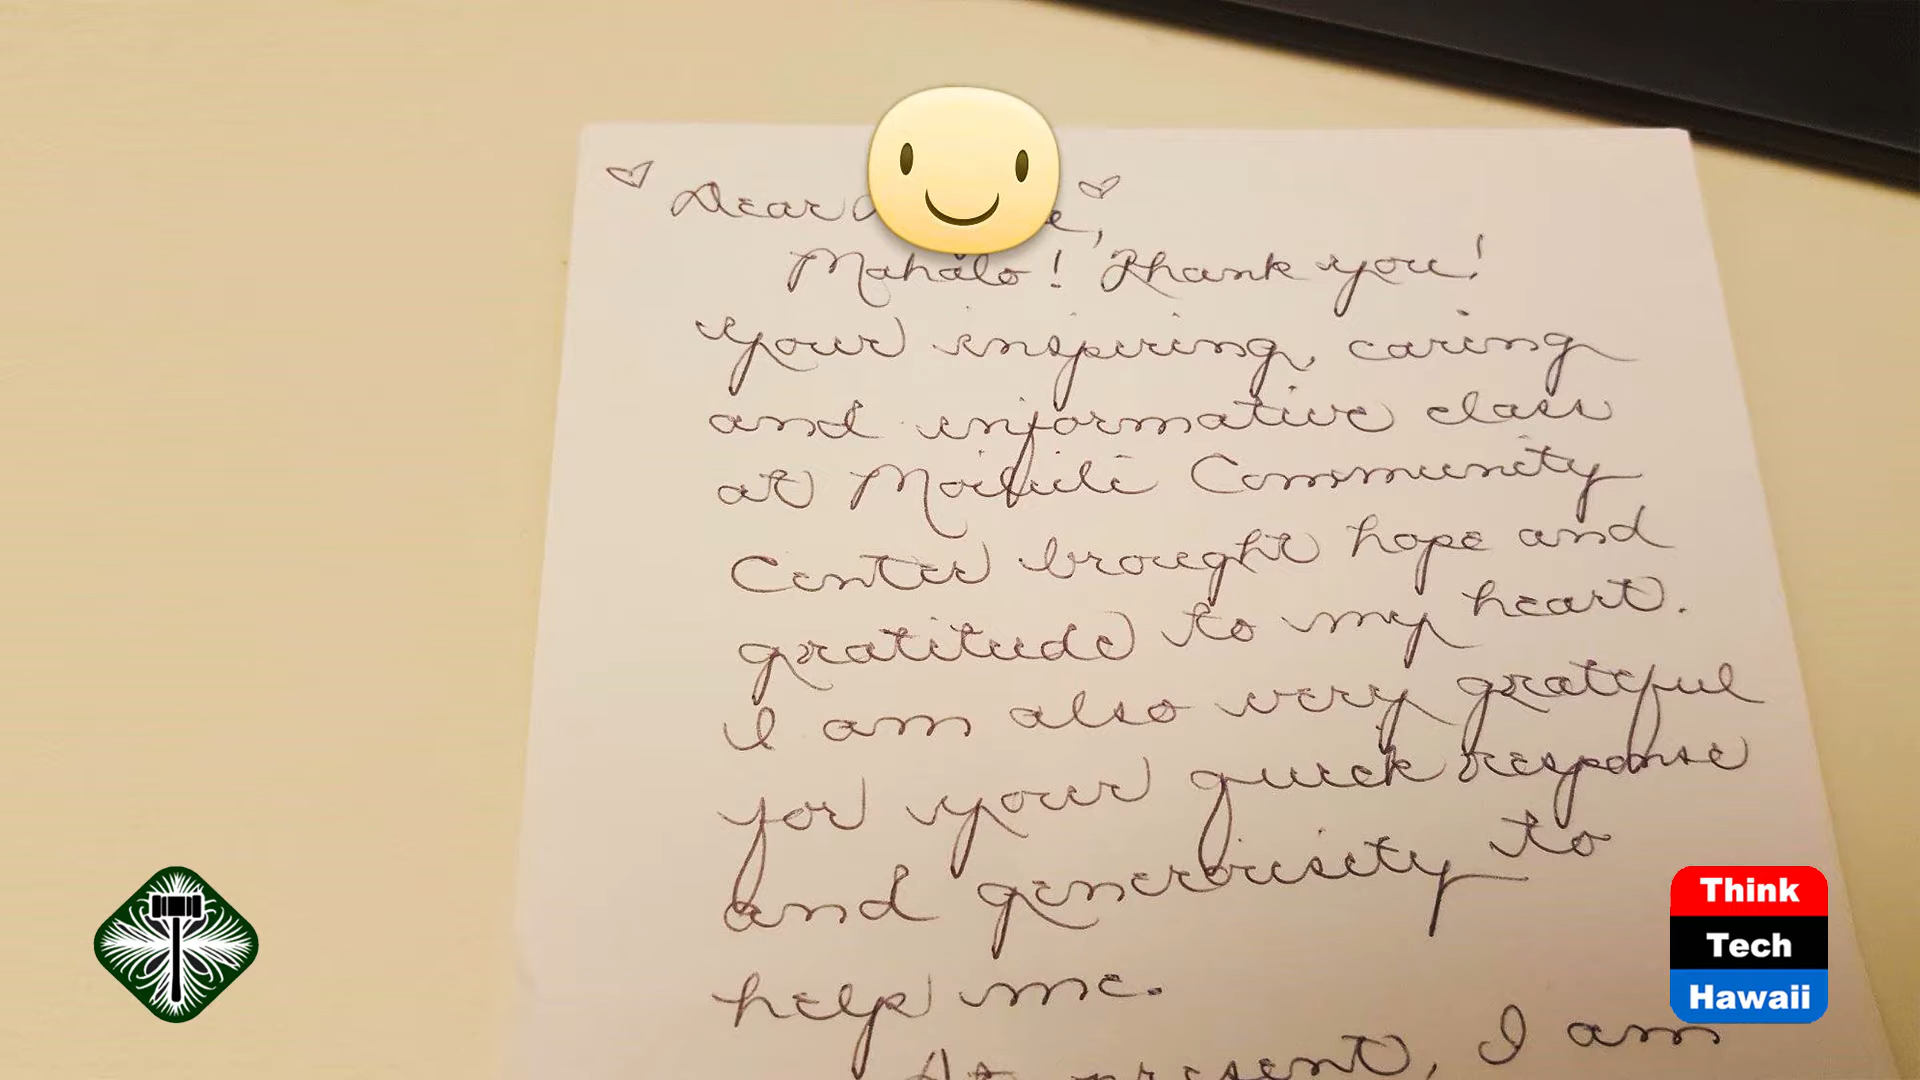 Dear e,
Mahalo! Thank you!
Your inspiring, caring
and informative class
at Moiliili Community
Center brought hope and
gratitude to my heart.
I am also very grateful
for your quick response
and generousity to
help me.
At present, I am
Think
Tech
Hawaii